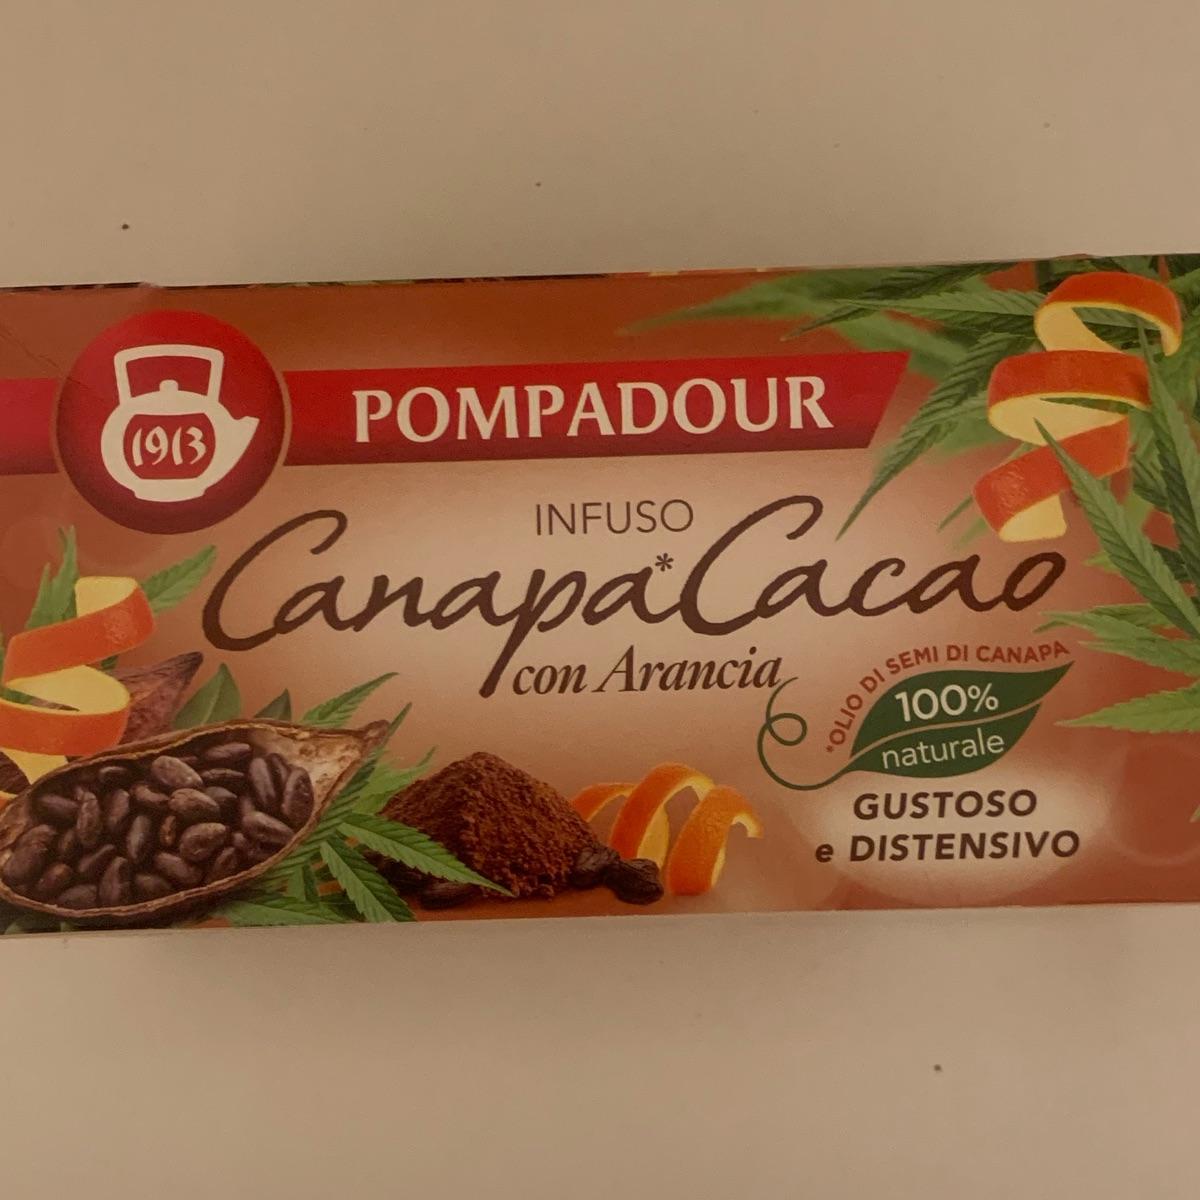 1913
POMPADOUR
INFUSO
Canapa*Cacao
con Arancia
*OLIO DI SEMI DI CANAPA
100%
naturale
GUSTOSO
e DISTENSIVO